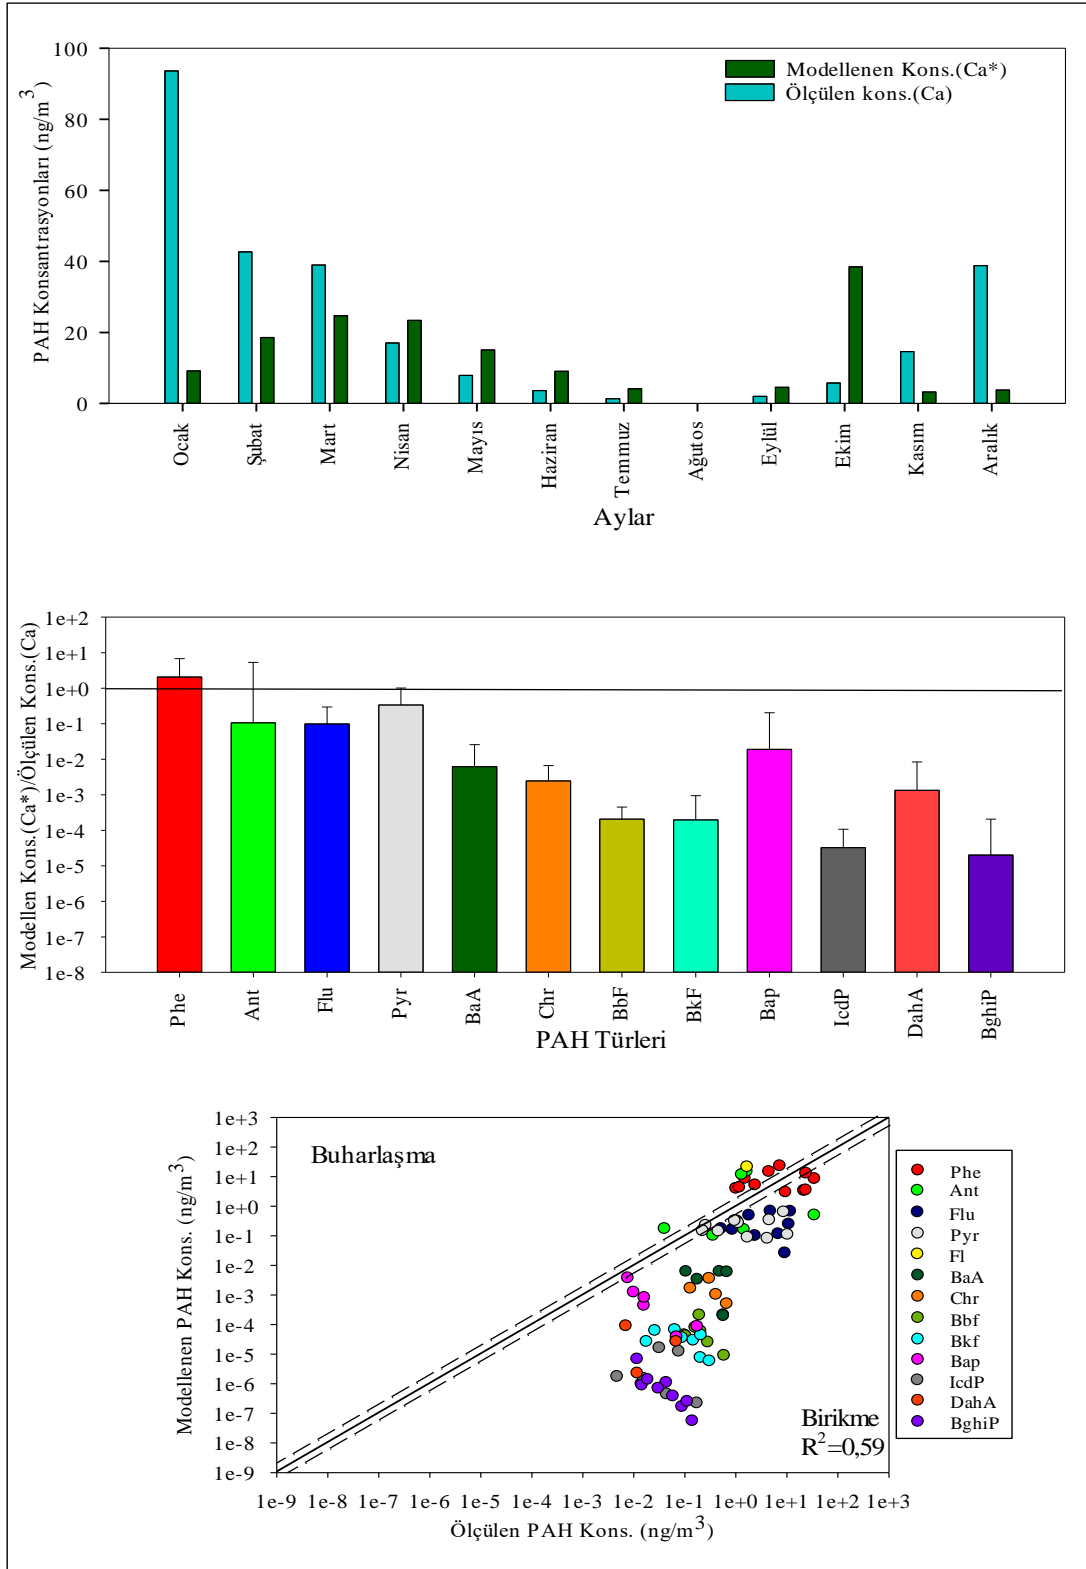 PAH Konsantrasyonları (ng/m³)
100
80
60
40
20
0
Modellenen Kons.(Ca*)
Ölçülen kons.(Ca)
Ocak
Şubat
Mart
Nisan
Mayıs
Haziran
Temmuz
Ağutos
Eylül
Ekim
Kasım
Aralık
Aylar
Modellen Kons.(Ca*)/Ölçülen Kons.(Ca)
1e+2
1e+1
1e+0
1e-1
1e-2
1e-3
1e-4
1e-5
1e-6
1e-7
1e-8
Phe
Ant
Flu
Pyr
BaA
Chr
BbF
BkF
Bap
IcdP
DahA
BghiP
PAH Türleri
Modellenen PAH Kons. (ng/m³)
1e+3
1e+2
1e+1
1e+0
1e-1
1e-2
1e-3
1e-4
1e-5
1e-6
1e-7
1e-8
1e-9
Buharlaşma
Birikme
R²=0,59
1e-9 1e-8 1e-7 1e-6 1e-5 1e-4 1e-3 1e-2 1e-1 1e+0 1e+1 1e+2 1e+3
Ölçülen PAH Kons. (ng/m³)
Phe
Ant
Flu
Pyr
Fl
BaA
Chr
Bbf
Bkf
Bap
IcdP
DahA
BghiP